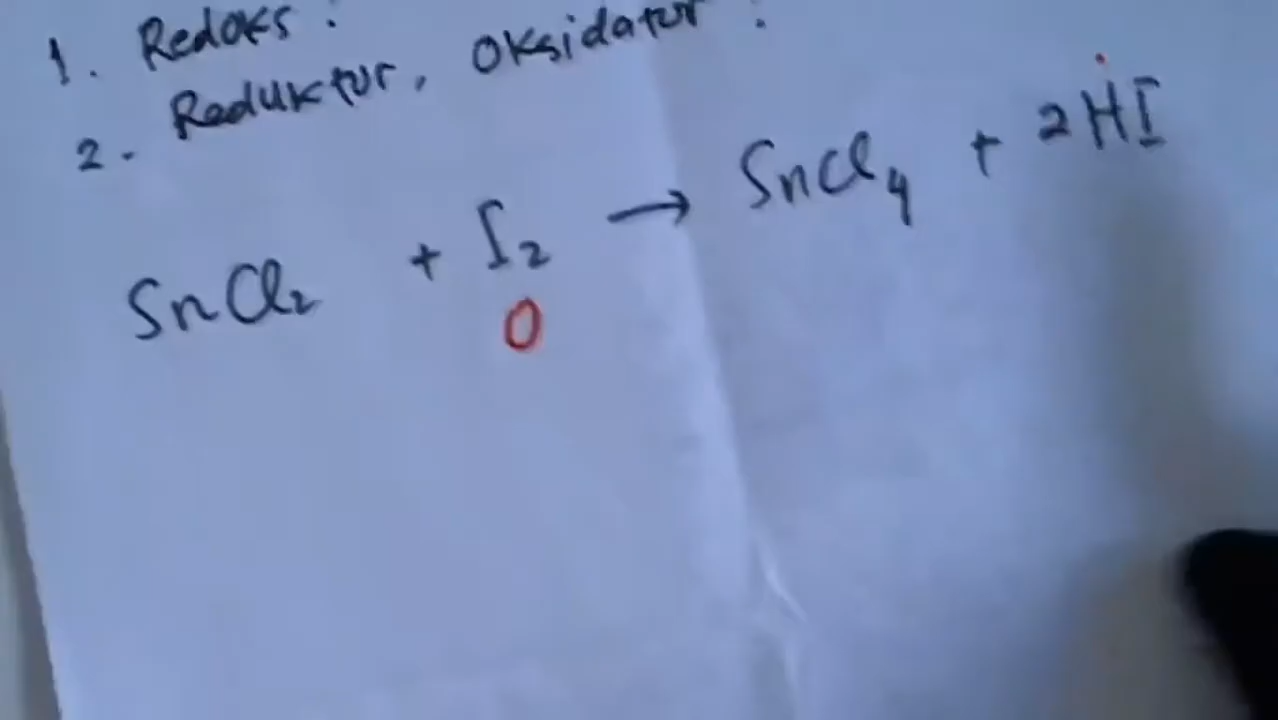 1. Redoks :
2. Reduktor, Oksidator :
SnCl₂ + I₂ → SnCl₄ + 2HI
0